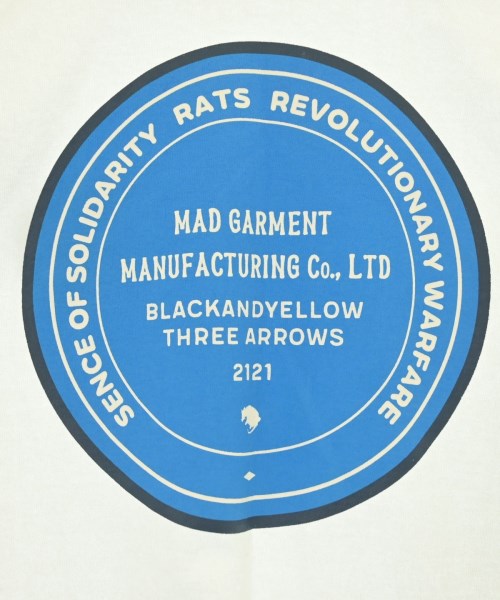 SENCE OF SOLIDARITY RATS REVOLUTIONARY WARFARE
MAD GARMENT
MANUFACTURING Co., LTD
BLACKANDYELLOW
THREE ARROWS
2121